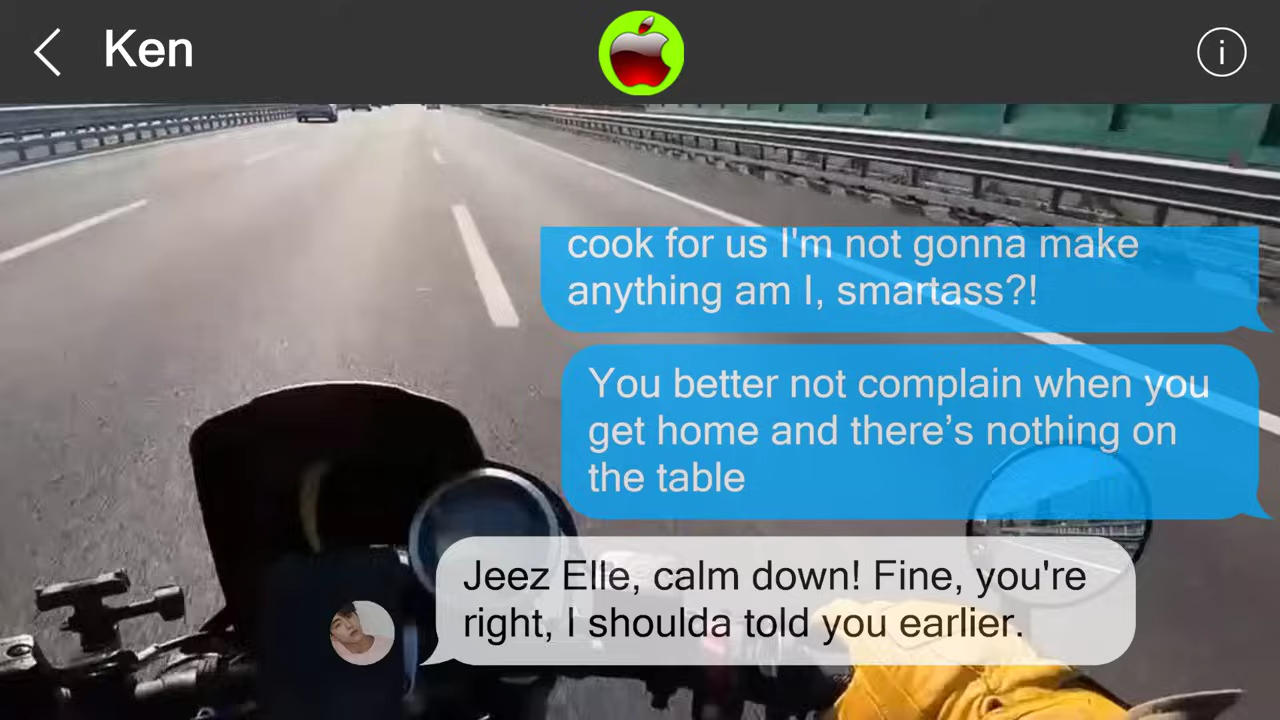 Ken
i
cook for us I'm not gonna make
anything am I, smartass?!
You better not complain when you
get home and there’s nothing on
the table
Jeez Elle, calm down! Fine, you're
right, I shoulda told you earlier.